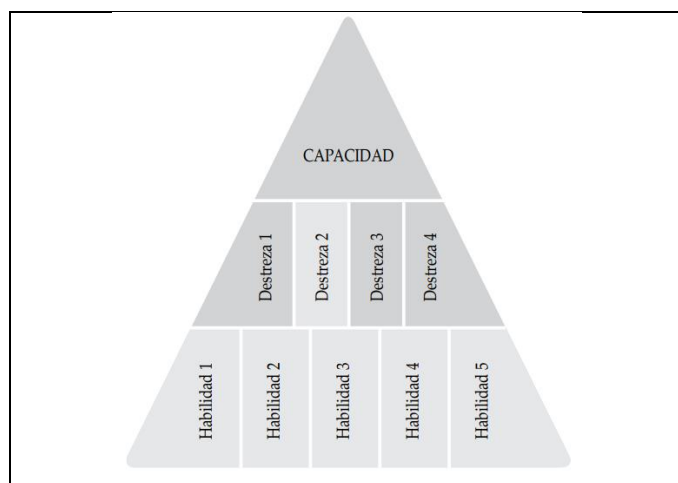 CAPACIDAD
Destreza 1
Destreza 2
Destreza 3
Destreza 4
Habilidad 1
Habilidad 2
Habilidad 3
Habilidad 4
Habilidad 5